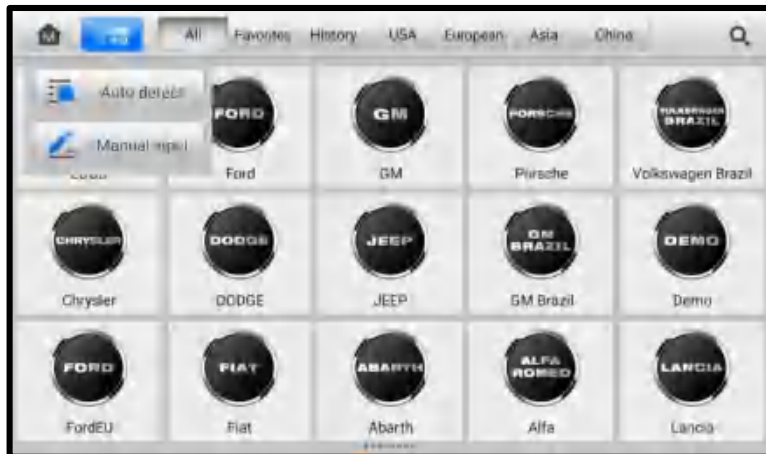 All Favorites History USA European Asia China
Auto detect
Manual input
FORD GM PORSCHE VOLKSWAGEN BRAZIL
Ford GM Porsche Volkswagen Brazil
CHRYSLER DODGE JEEP GM BRAZIL DEMO
Chrysler DODGE JEEP GM Brazil Demo
FORD FIAT ABARTH ALFA ROMEO LANCIA
FordEU Fiat Abarth Alfa Lancia